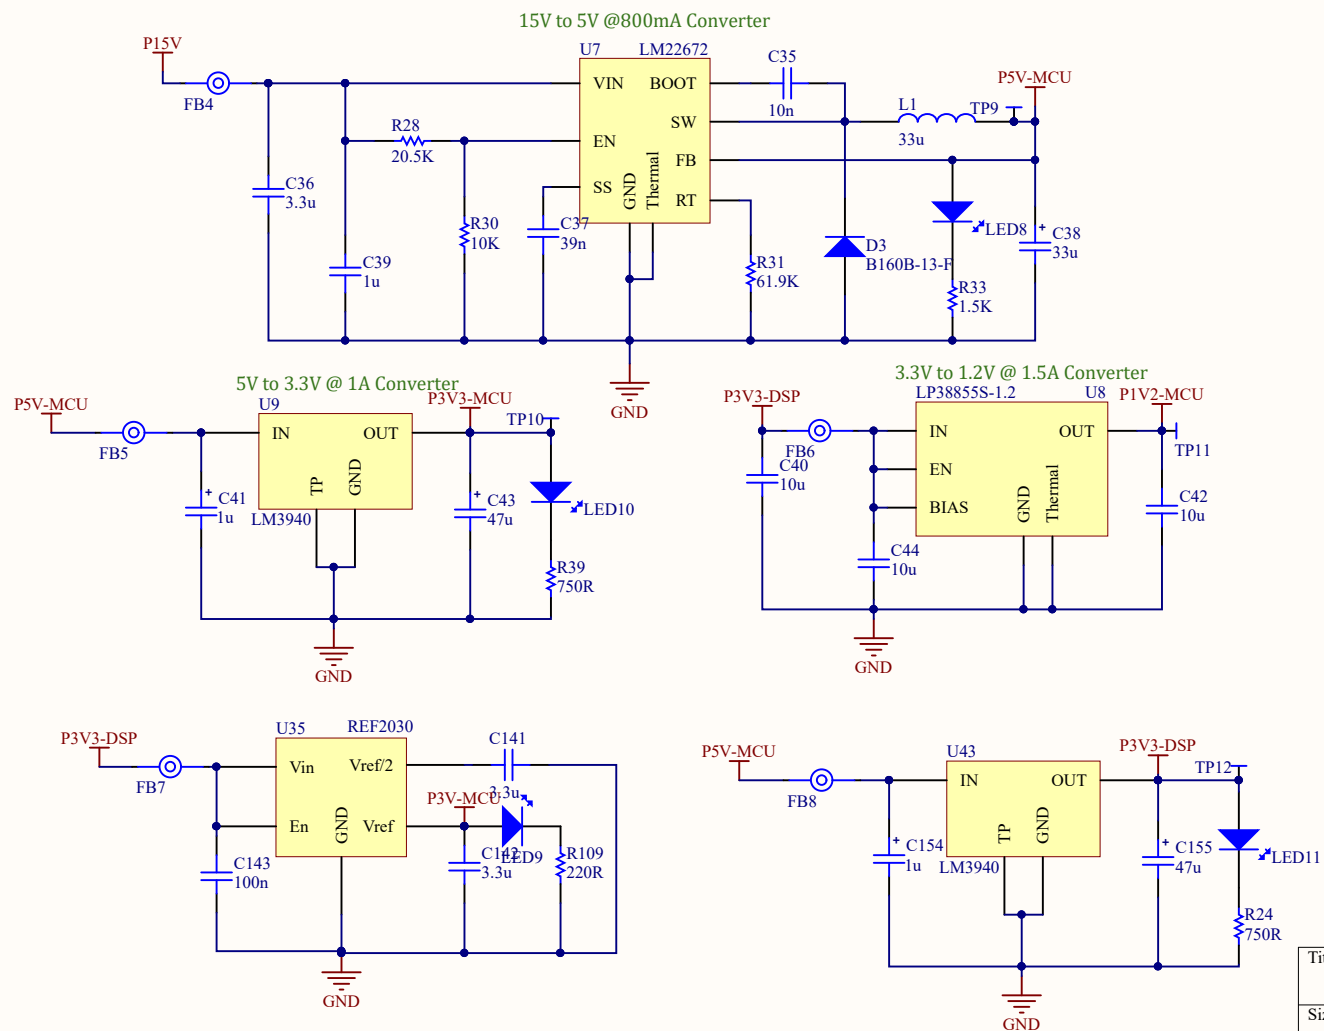 15V to 5V @800mA Converter
P15V
FB4
U7 LM22672
VIN
BOOT
EN
SW
FB
SS
GND
Thermal
RT
C35
10n
P5V-MCU
L1
33u
TP9
R28
20.5K
C36
3.3u
R30
10K
C37
39n
C39
1u
R31
61.9K
D3
B160B-13-F
LED8
C38
33u
R33
1.5K
GND
5V to 3.3V @ 1A Converter
P5V-MCU
FB5
U9
IN
OUT
TP
GND
LM3940
P3V3-MCU
TP10
C41
1u
C43
47u
LED10
R39
750R
GND
3.3V to 1.2V @ 1.5A Converter
P3V3-DSP
FB6
C40
10u
LP38855S-1.2 U8
IN
OUT
EN
BIAS
GND
Thermal
P1V2-MCU
TP11
C42
10u
C44
10u
GND
P3V3-DSP
FB7
U35 REF2030
Vin
Vref/2
En
GND
Vref
C141
3.3u
P3V-MCU
LED9
C142
3.3u
R109
220R
C143
100n
GND
P5V-MCU
FB8
U43
IN
OUT
TP
GND
LM3940
P3V3-DSP
TP12
C154
1u
C155
47u
LED11
R24
750R
GND